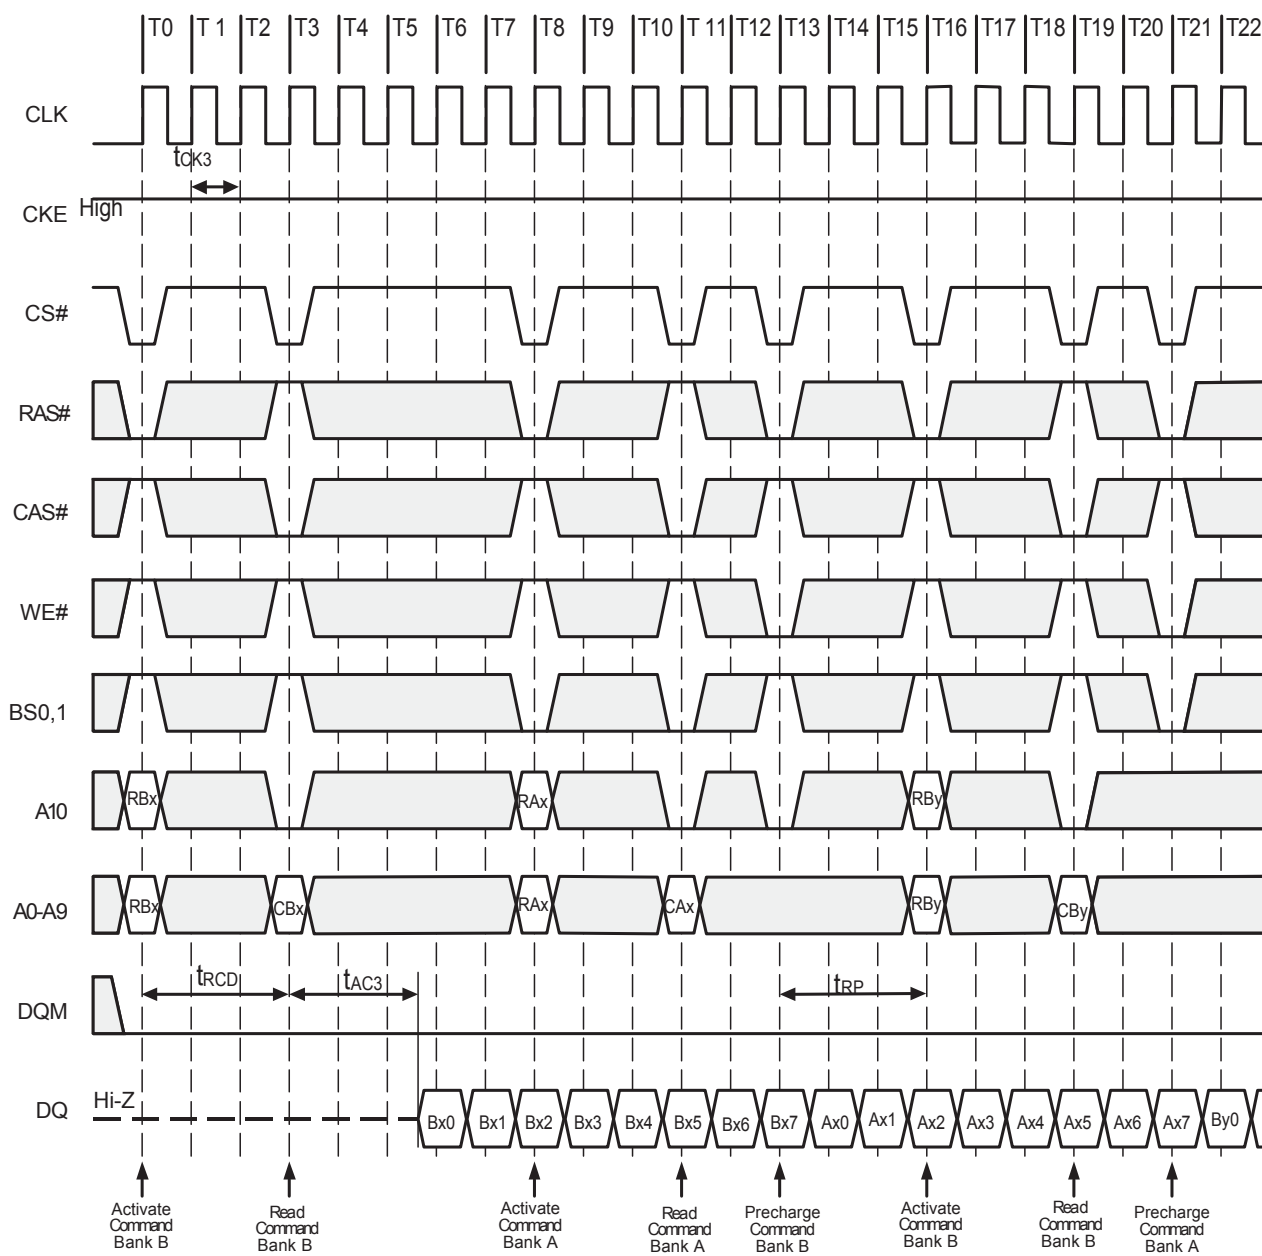 T0 T 1 T2 T3 T4 T5 T6 T7 T8 T9 T10 T 11 T12 T13 T14 T15 T16 T17 T18 T19 T20 T21 T22
CLK
tCK3
CKE High
CS#
RAS#
CAS#
WE#
BS0,1
A10 RBx RAx RBy
A0-A9 RBx CBx RAx CAx RBy CBy
tRCD tAC3 tRP
DQM
DQ Hi-Z Bx0 Bx1 Bx2 Bx3 Bx4 Bx5 Bx6 Bx7 Ax0 Ax1 Ax2 Ax3 Ax4 Ax5 Ax6 Ax7 By0
Activate
Command
Bank B
Read
Command
Bank B
Activate
Command
Bank A
Read
Command
Bank A
Precharge
Command
Bank B
Activate
Command
Bank B
Read
Command
Bank B
Precharge
Command
Bank A